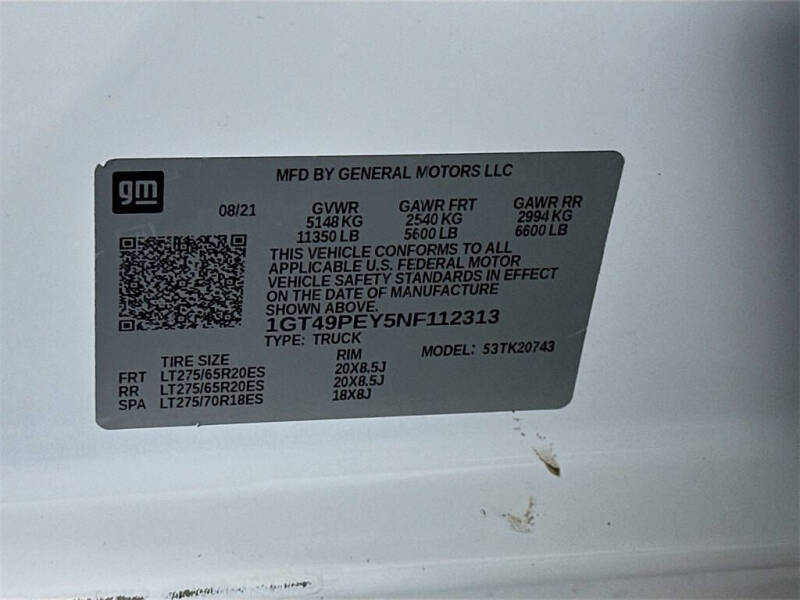 gm
MFD BY GENERAL MOTORS LLC
08/21 GVWR GAWR FRT GAWR RR
5148 KG 2540 KG 2994 KG
11350 LB 5600 LB 6600 LB
THIS VEHICLE CONFORMS TO ALL
APPLICABLE U.S. FEDERAL MOTOR
VEHICLE SAFETY STANDARDS IN EFFECT
ON THE DATE OF MANUFACTURE
SHOWN ABOVE.
1GT49PEY5NF112313
TYPE: TRUCK MODEL: 53TK20743
TIRE SIZE RIM
FRT LT275/65R20ES 20X8.5J
RR LT275/65R20ES 20X8.5J
SPA LT275/70R18ES 18X8J